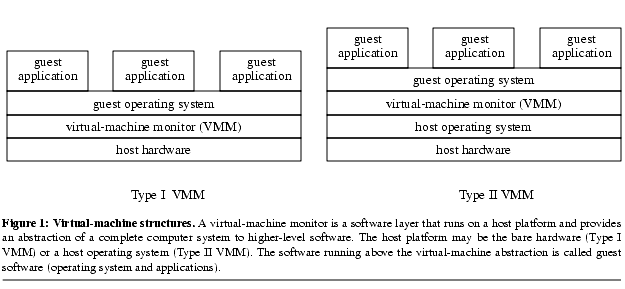 guest application
guest application
guest application
guest operating system
virtual-machine monitor (VMM)
host hardware
Type I VMM
guest application
guest application
guest application
guest operating system
virtual-machine monitor (VMM)
host operating system
host hardware
Type II VMM
Figure 1: Virtual-machine structures. A virtual-machine monitor is a software layer that runs on a host platform and provides
an abstraction of a complete computer system to higher-level software. The host platform may be the bare hardware (Type I
VMM) or a host operating system (Type II VMM). The software running above the virtual-machine abstraction is called guest
software (operating system and applications).